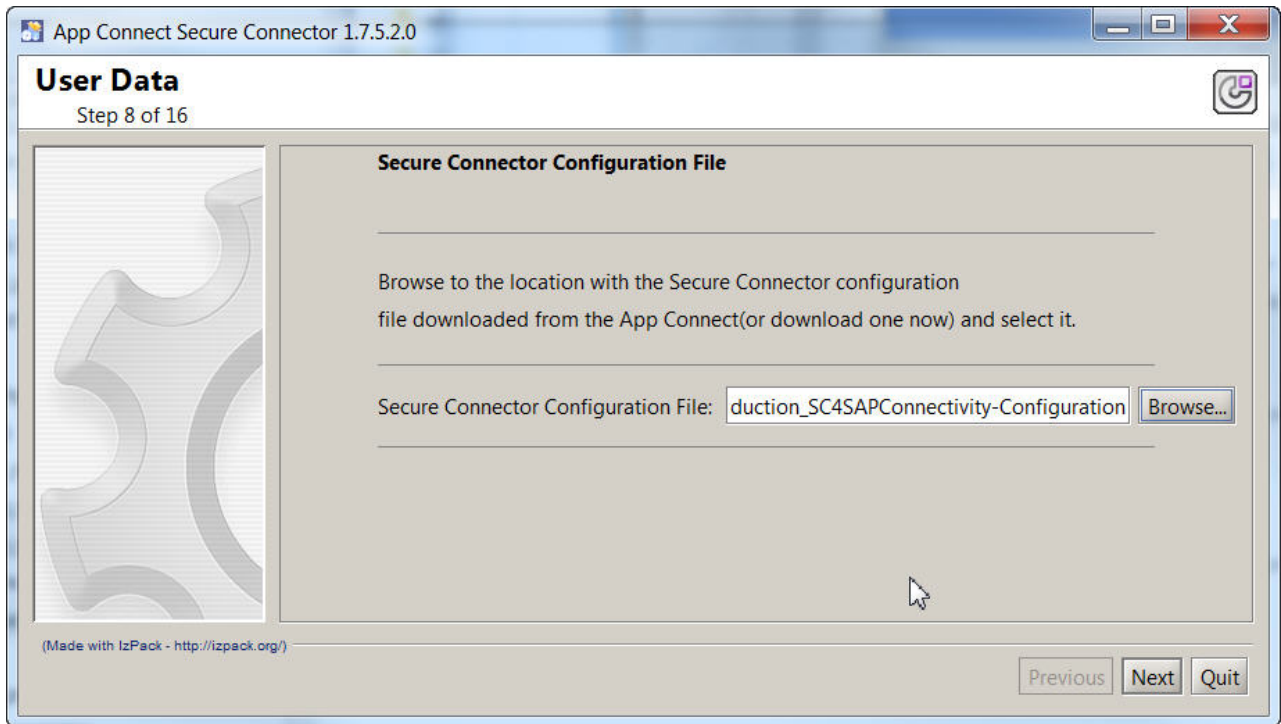 App Connect Secure Connector 1.7.5.2.0
User Data
Step 8 of 16
Secure Connector Configuration File
Browse to the location with the Secure Connector configuration
file downloaded from the App Connect(or download one now) and select it.
Secure Connector Configuration File: duction_SC4SAPConnectivity-Configuration Browse...
(Made with IzPack - http://izpack.org/)
Previous Next Quit